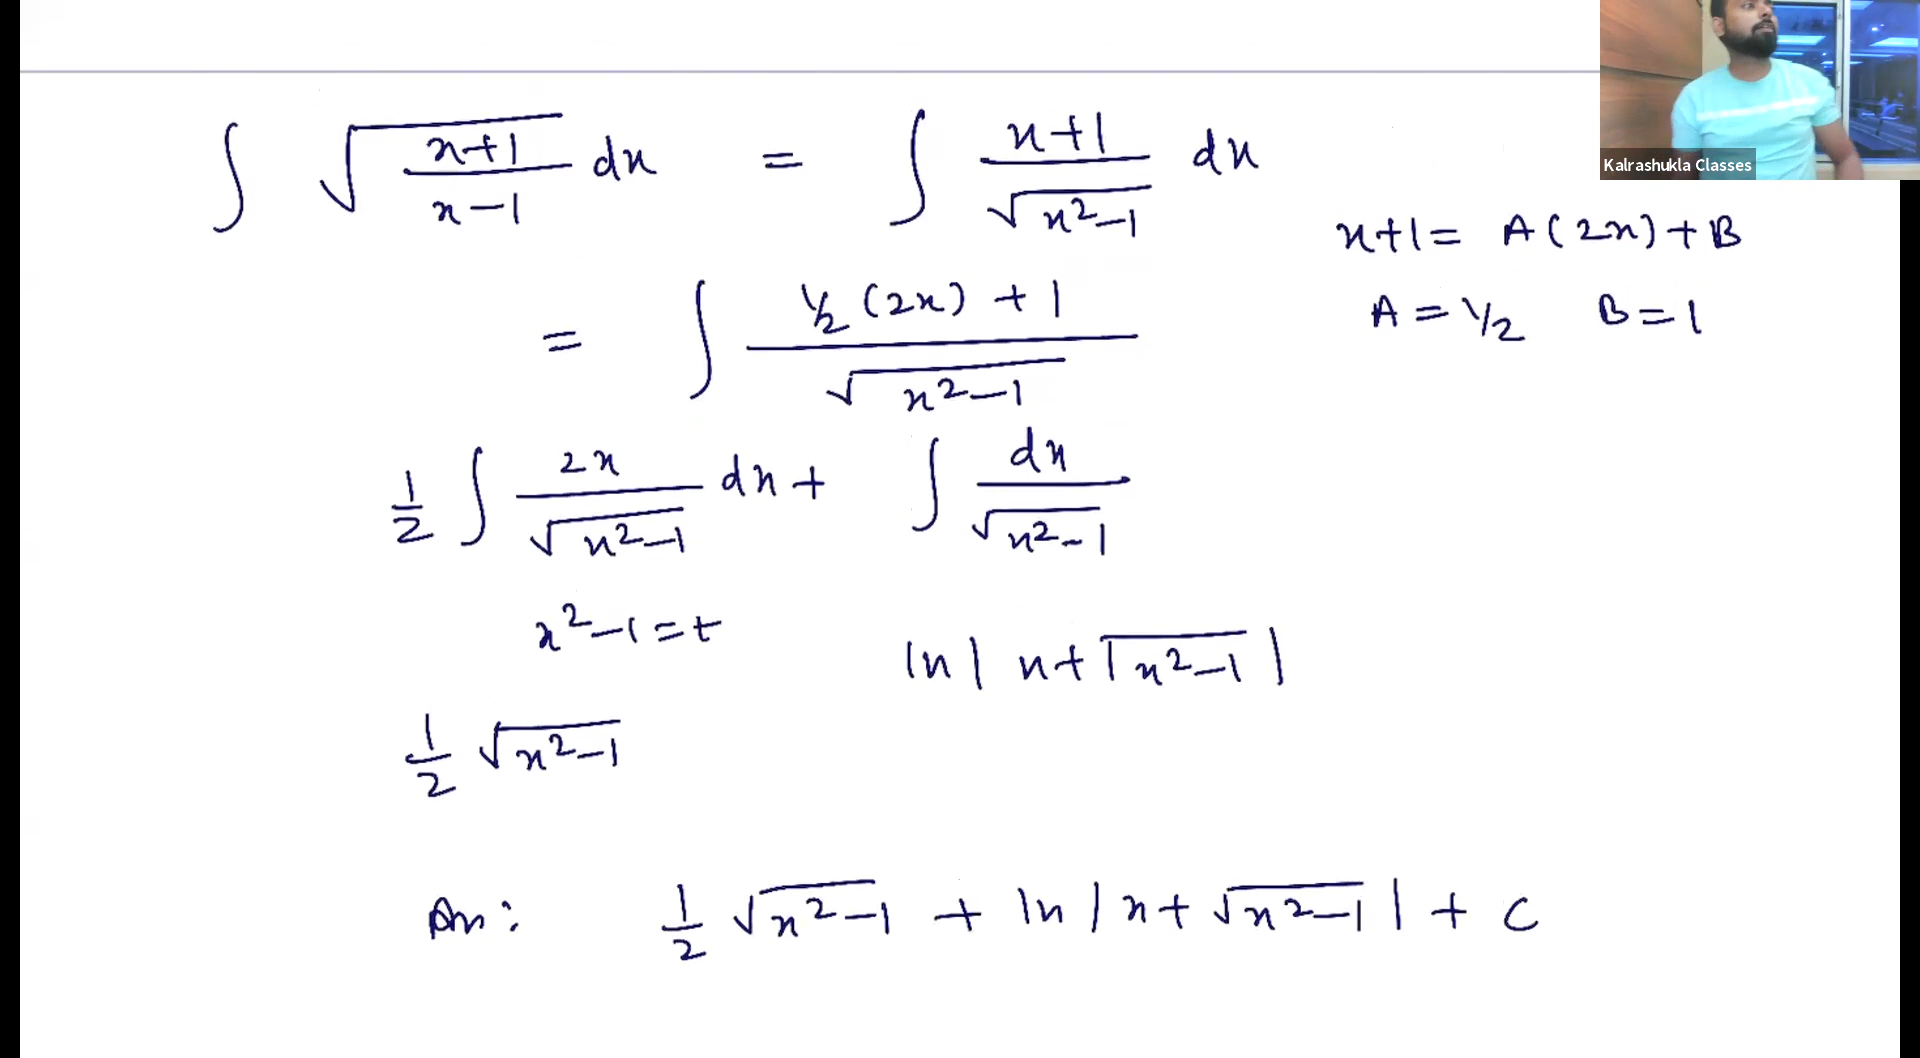 ∫ √((x+1)/(x-1)) dx = ∫ (x+1)/√(x²-1) dx
Kalrashukla Classes
x+1 = A(2x) + B
= ∫ (½(2x) + 1)/√(x²-1)
A = ½ B = 1
1/2 ∫ 2x/√(x²-1) dx + ∫ dx/√(x²-1)
x²-1 = t
ln | x + √(x²-1) |
1/2 √(x²-1)
An: 1/2 √(x²-1) + ln | x + √(x²-1) | + c